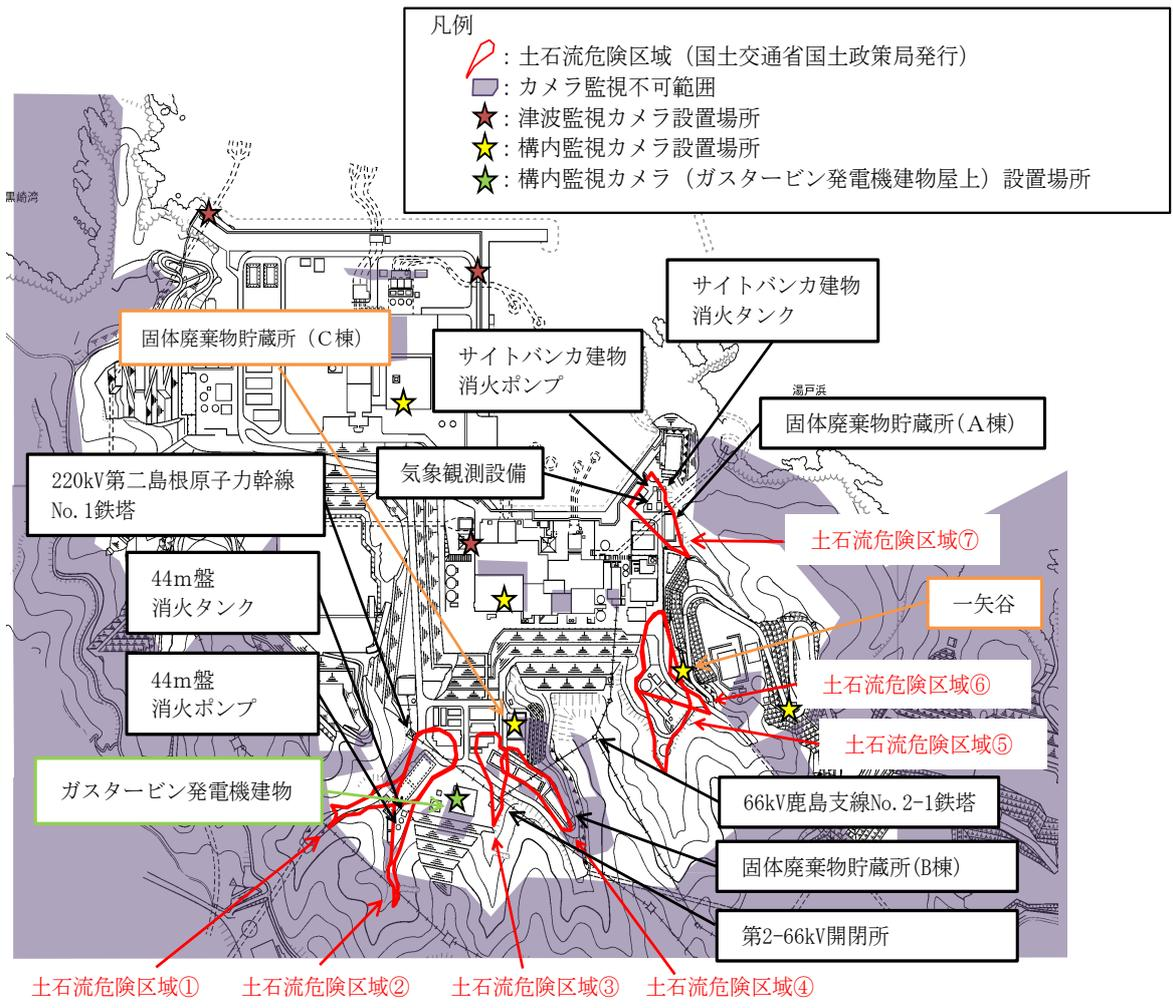 凡例
：土石流危険区域（国土交通省国土政策局発行）
：カメラ監視不可範囲
：津波監視カメラ設置場所
：構内監視カメラ設置場所
：構内監視カメラ（ガスタービン発電機建物屋上）設置場所
黒崎湾
サイトバンカ建物
消火タンク
固体廃棄物貯蔵所（C棟）
サイトバンカ建物
消火ポンプ
湯戸浜
固体廃棄物貯蔵所(A棟)
気象観測設備
220kV第二島根原子力幹線
No.1鉄塔
土石流危険区域⑦
44m盤
消火タンク
一矢谷
44m盤
消火ポンプ
土石流危険区域⑥
土石流危険区域⑤
ガスタービン発電機建物
66kV鹿島支線No.2-1鉄塔
固体廃棄物貯蔵所(B棟)
第2-66kV開閉所
土石流危険区域①
土石流危険区域②
土石流危険区域③
土石流危険区域④